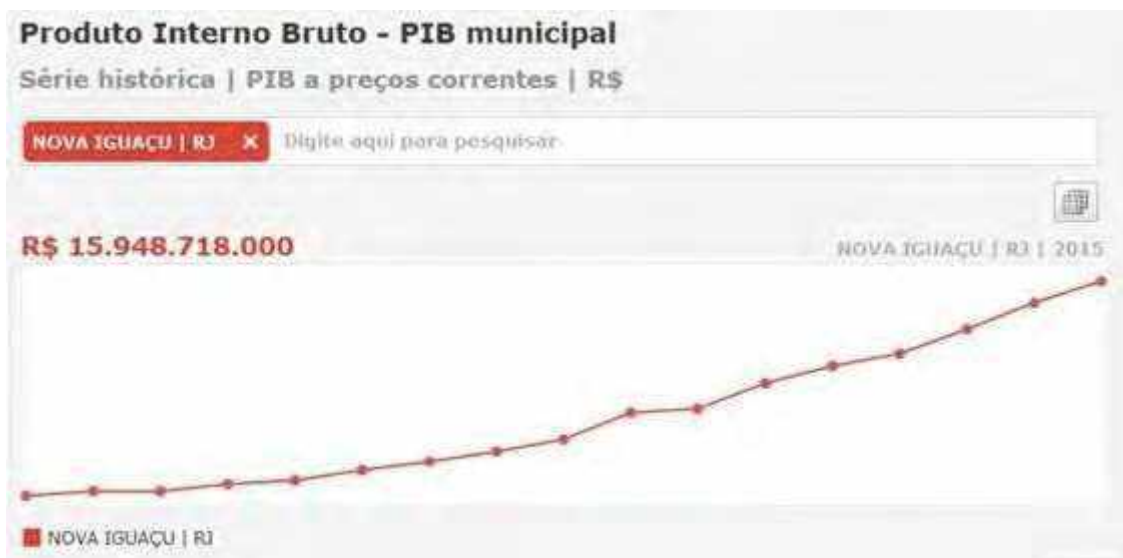 Produto Interno Bruto - PIB municipal
Série histórica | PIB a preços correntes | R$
NOVA IGUAÇU | RJ × Digite aqui para pesquisar
R$ 15.948.718.000
NOVA IGUAÇU | RJ | 2015
NOVA IGUAÇU | RJ